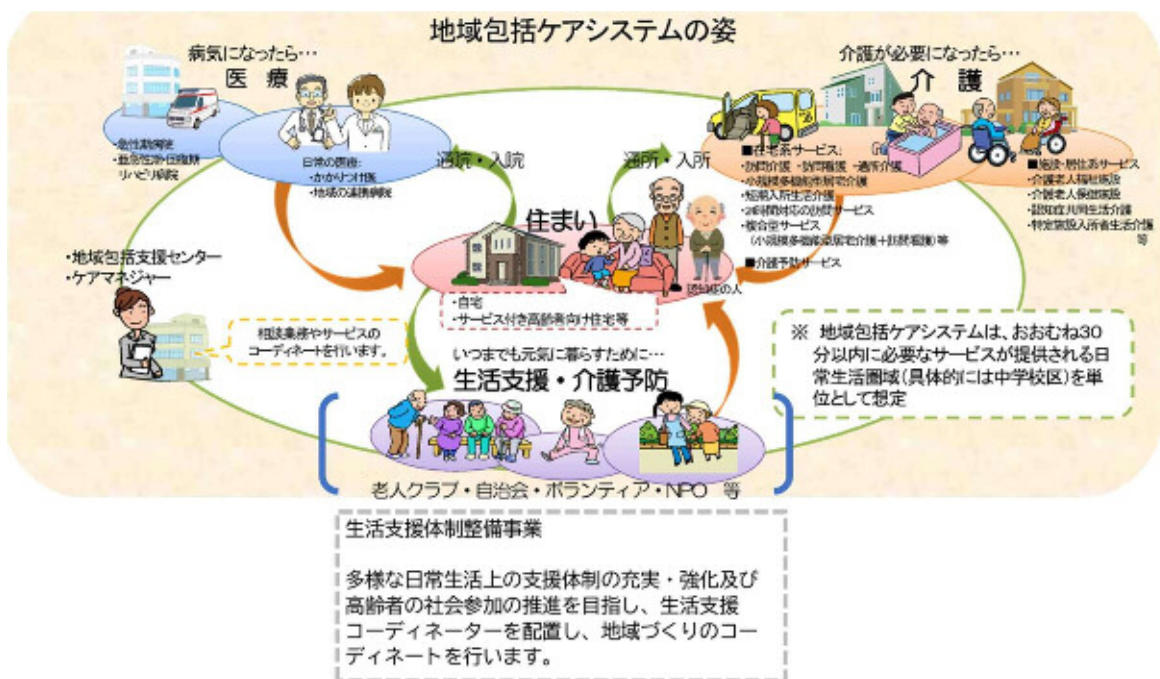 地域包括ケアシステムの姿
病気になったら…
医 療
・急性期病院
・亜急性期・回復期
リハビリ病院
日常の医療:
・かかりつけ医
・地域の連携病院
通院・入院
通所・入所
介護が必要になったら…
介 護
■在宅系サービス:
・訪問介護 ・訪問看護 ・通所介護
・小規模多機能型居宅介護
・短期入所生活介護
・24時間対応の訪問サービス
・複合型サービス
(小規模多機能型居宅介護+訪問看護)等
■介護予防サービス
■施設・居住系サービス
・介護老人福祉施設
・介護老人保健施設
・認知症共同生活介護
・特定施設入所者生活介護
等
住まい
認知症の人
・自宅
・サービス付き高齢者向け住宅等
・地域包括支援センター
・ケアマネジャー
相談業務やサービスの
コーディネートを行います。
いつまでも元気に暮らすために…
生活支援・介護予防
老人クラブ・自治会・ボランティア・NPO 等
※ 地域包括ケアシステムは、おおむね30
分以内に必要なサービスが提供される日
常生活圏域(具体的には中学校区)を単
位として想定
生活支援体制整備事業
多様な日常生活上の支援体制の充実・強化及び
高齢者の社会参加の推進を目指し、生活支援
コーディネーターを配置し、地域づくりのコー
ディネートを行います。